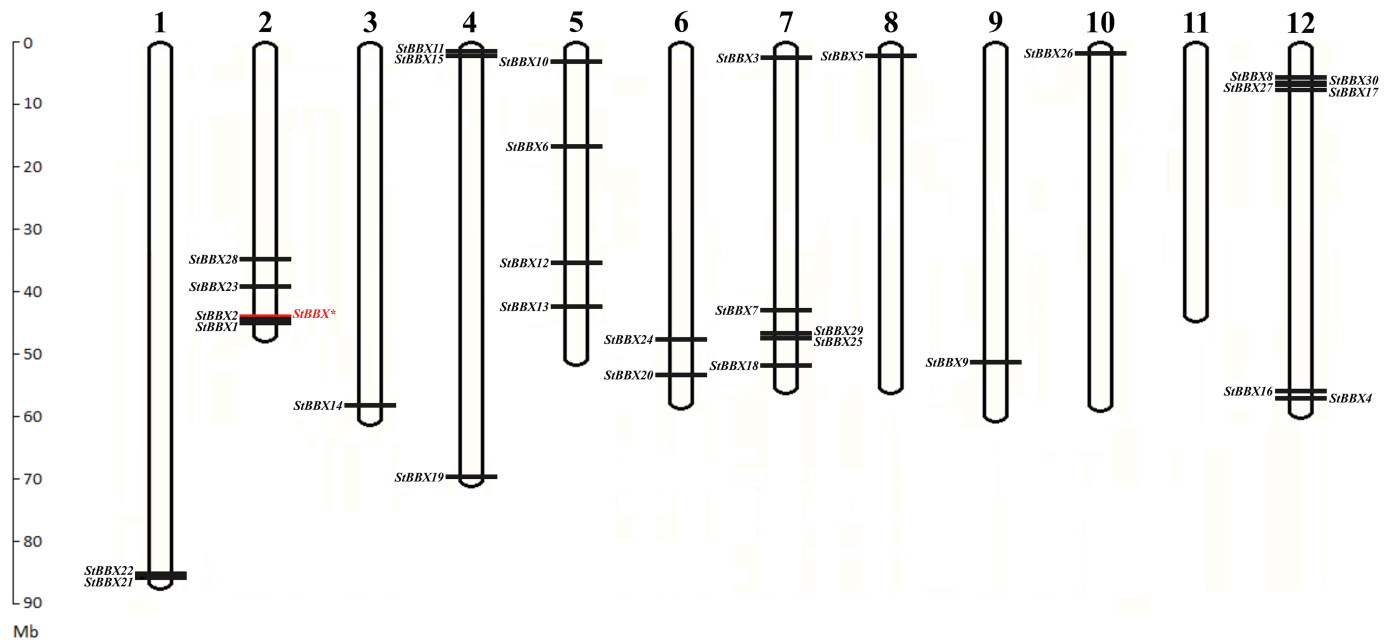 1 2 3 4 5 6 7 8 9 10 11 12
0
10
20
30
40
50
60
70
80
90
Mb
StBBX22
StBBX21
StBBX28
StBBX23
StBBX2 StBBX*
StBBX1
StBBX14
StBBX11
StBBX15
StBBX19
StBBX10
StBBX6
StBBX12
StBBX13
StBBX24
StBBX20
StBBX3
StBBX7
StBBX29
StBBX25
StBBX18
StBBX5
StBBX9
StBBX26
StBBX8 StBBX30
StBBX27 StBBX17
StBBX16 StBBX4